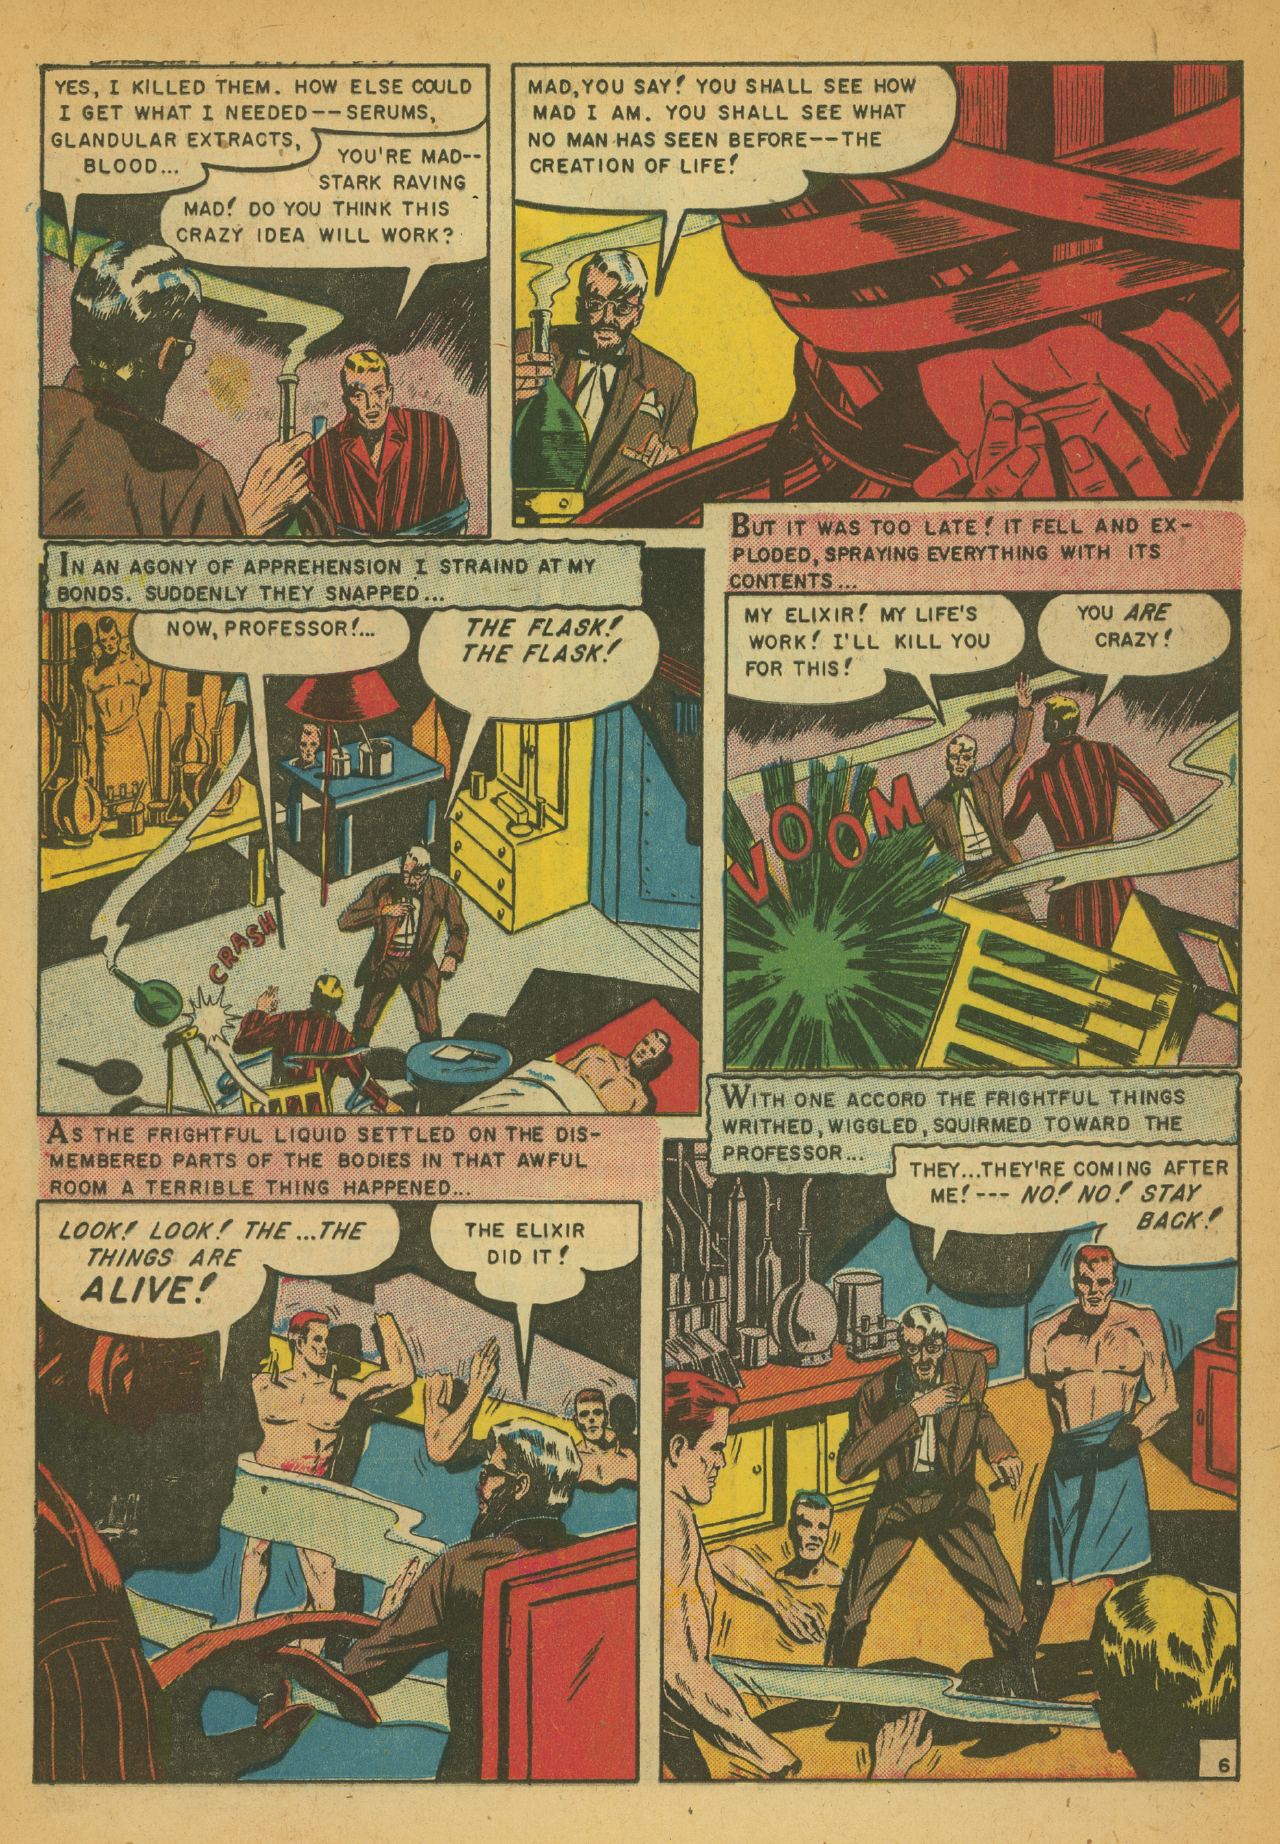 YES, I KILLED THEM. HOW ELSE COULD
I GET WHAT I NEEDED--SERUMS,
GLANDULAR EXTRACTS,
BLOOD...
YOU'RE MAD--
STARK RAVING
MAD! DO YOU THINK THIS
CRAZY IDEA WILL WORK?
MAD, YOU SAY! YOU SHALL SEE HOW
MAD I AM. YOU SHALL SEE WHAT
NO MAN HAS SEEN BEFORE--THE
CREATION OF LIFE!
IN AN AGONY OF APPREHENSION I STRAIND AT MY
BONDS. SUDDENLY THEY SNAPPED...
NOW, PROFESSOR!...
THE FLASK!
THE FLASK!
CRASH
BUT IT WAS TOO LATE! IT FELL AND EX-
PLODED, SPRAYING EVERYTHING WITH ITS
CONTENTS...
MY ELIXIR! MY LIFE'S
WORK! I'LL KILL YOU
FOR THIS!
YOU ARE
CRAZY!
VOOM
AS THE FRIGHTFUL LIQUID SETTLED ON THE DIS-
MEMBERED PARTS OF THE BODIES IN THAT AWFUL
ROOM A TERRIBLE THING HAPPENED...
LOOK! LOOK! THE...THE
THINGS ARE
ALIVE!
THE ELIXIR
DID IT!
WITH ONE ACCORD THE FRIGHTFUL THINGS
WRITHED, WIGGLED, SQUIRMED TOWARD THE
PROFESSOR...
THEY...THEY'RE COMING AFTER
ME!--- NO! NO! STAY
BACK!
6